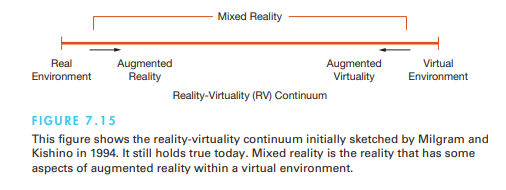 Mixed Reality
Real
Environment
Augmented
Reality
Augmented
Virtuality
Virtual
Environment
Reality-Virtuality (RV) Continuum
FIGURE 7.15
This figure shows the reality-virtuality continuum initially sketched by Milgram and
Kishino in 1994. It still holds true today. Mixed reality is the reality that has some
aspects of augmented reality within a virtual environment.